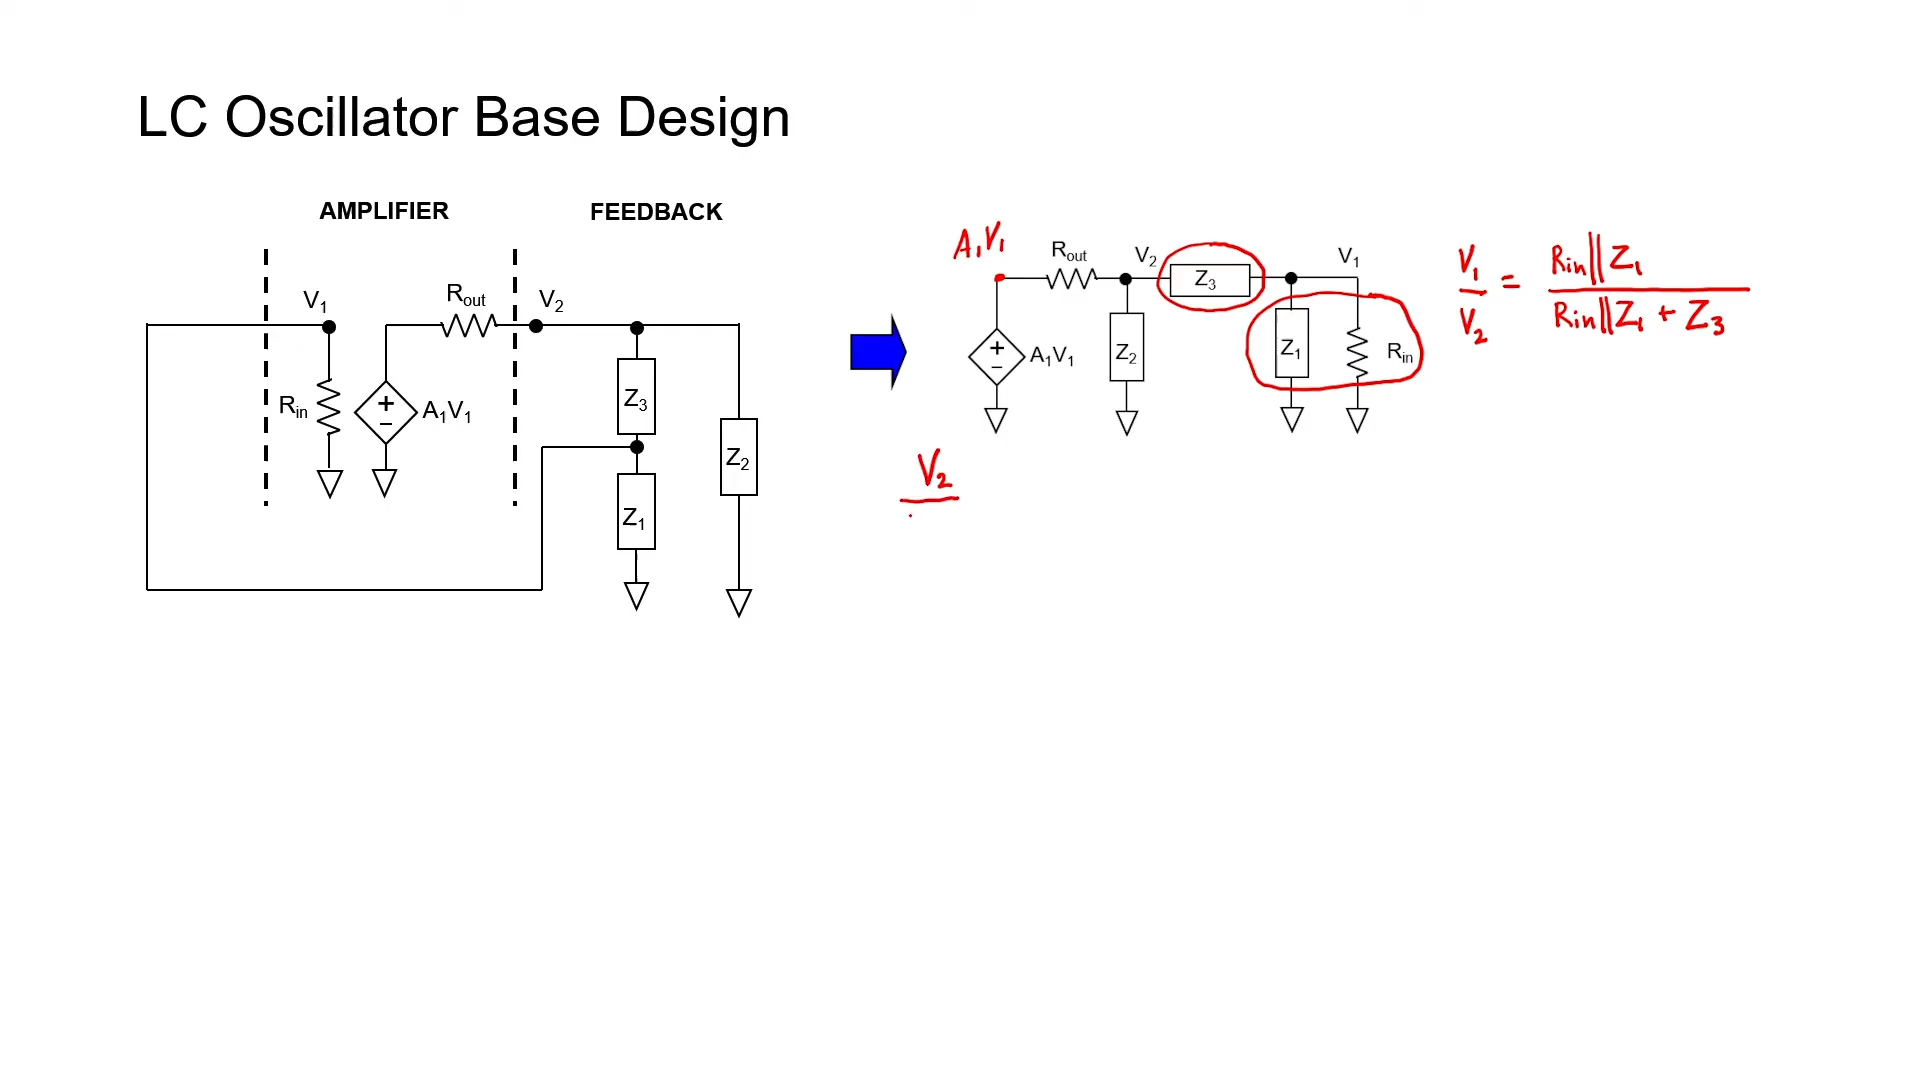 LC Oscillator Base Design
AMPLIFIER
FEEDBACK
V1
Rout
V2
Rin
+
−
A1V1
Z3
Z1
Z2
A1V1
Rout
V2
Z3
V1
+
−
A1V1
Z2
Z1
Rin
V1
V2
=
Rin||Z1
Rin||Z1 + Z3
V2